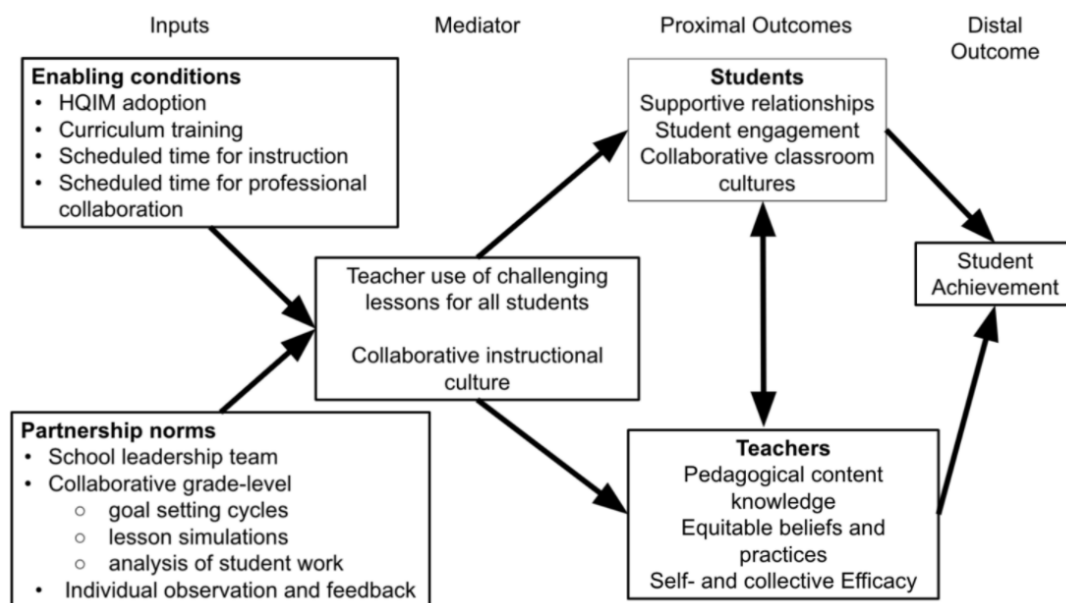 Inputs
Mediator
Proximal Outcomes
Distal
Outcome
Enabling conditions
• HQIM adoption
• Curriculum training
• Scheduled time for instruction
• Scheduled time for professional
collaboration
Partnership norms
• School leadership team
• Collaborative grade-level
○ goal setting cycles
○ lesson simulations
○ analysis of student work
• Individual observation and feedback
Teacher use of challenging
lessons for all students
Collaborative instructional
culture
Students
Supportive relationships
Student engagement
Collaborative classroom
cultures
Teachers
Pedagogical content
knowledge
Equitable beliefs and
practices
Self- and collective Efficacy
Student
Achievement